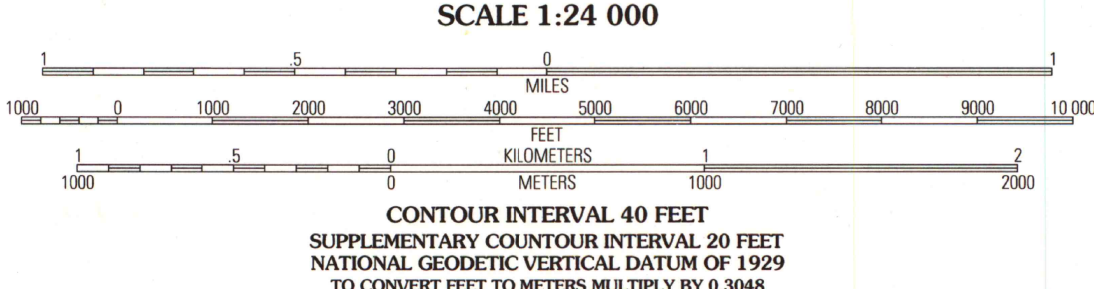 SCALE 1:24 000
1 .5 0 1
MILES
1000 0 1000 2000 3000 4000 5000 6000 7000 8000 9000 10 000
FEET
1 .5 0 KILOMETERS 1 2
1000 0 METERS 1000 2000
CONTOUR INTERVAL 40 FEET
SUPPLEMENTARY COUNTOUR INTERVAL 20 FEET
NATIONAL GEODETIC VERTICAL DATUM OF 1929
TO CONVERT FEET TO METERS MULTIPLY BY 0.3048